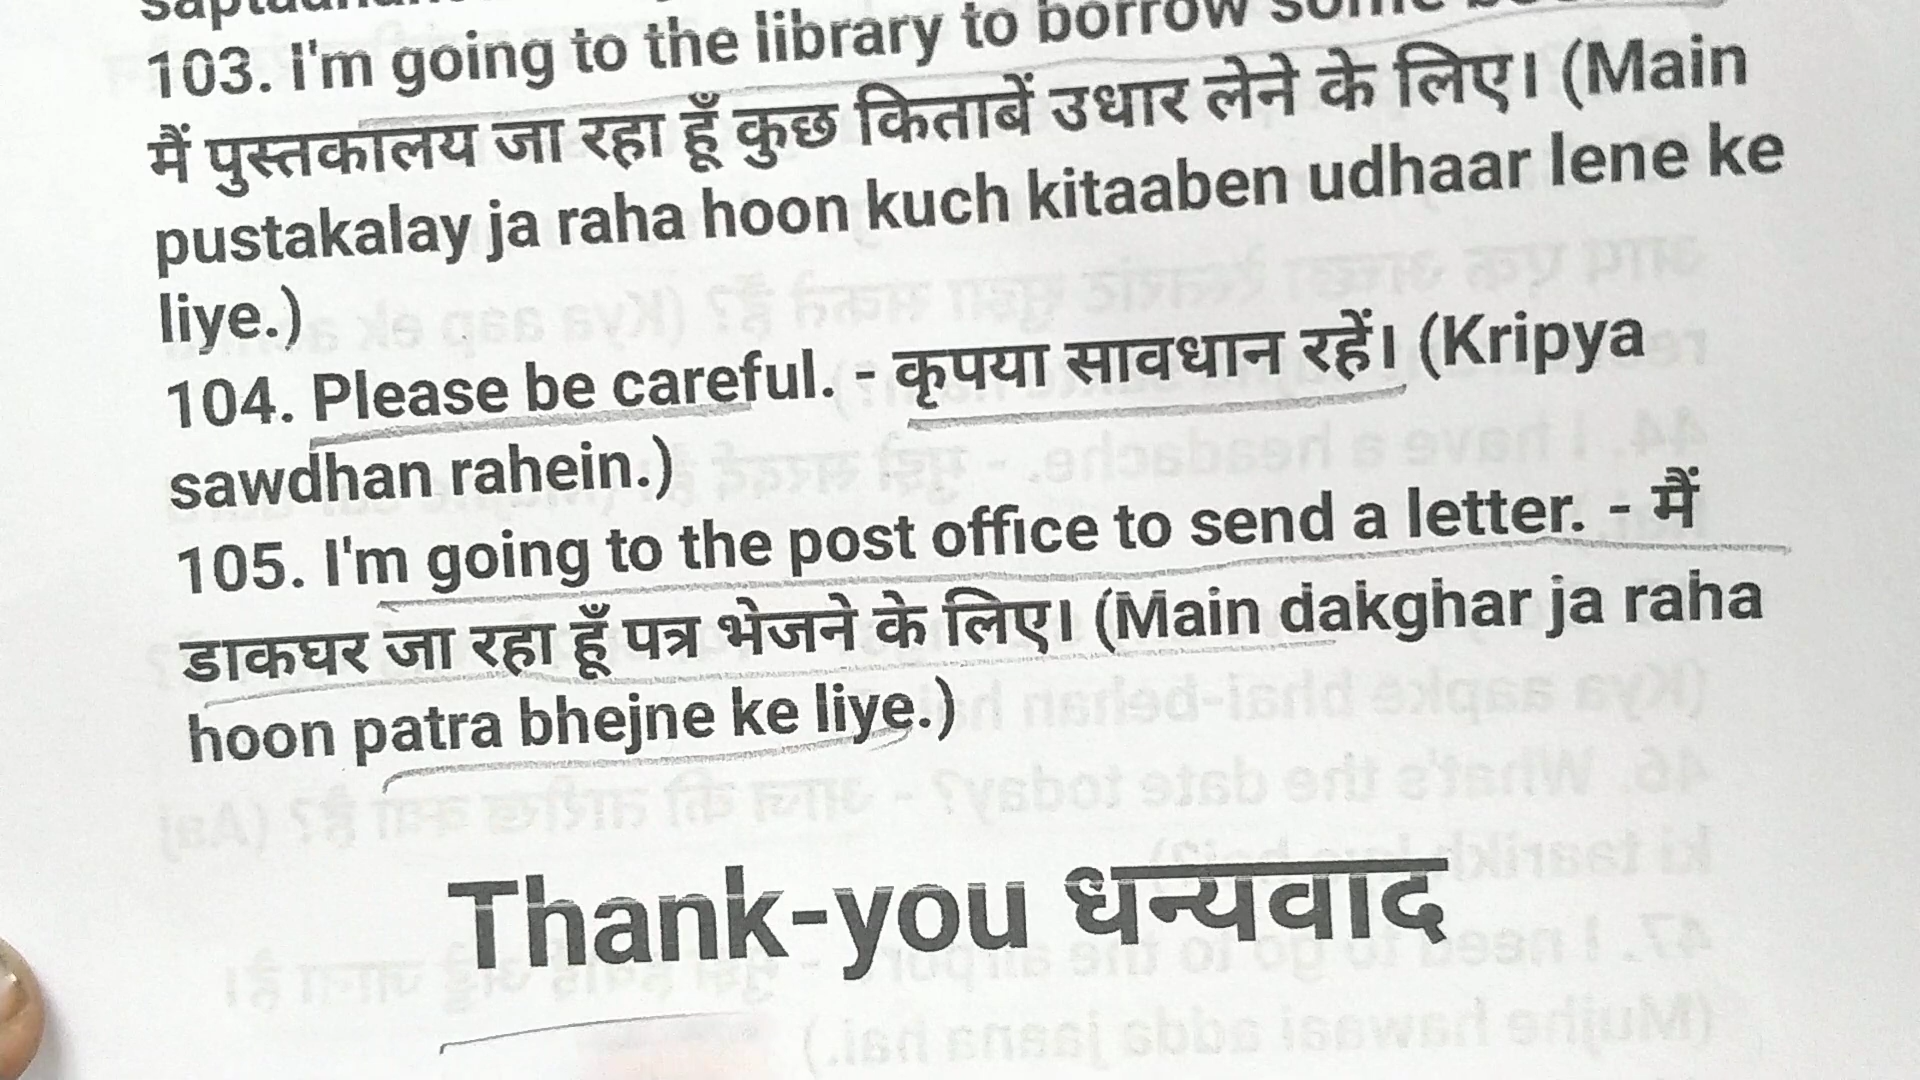 103. I'm going to the library to borrow some
मैं पुस्तकालय जा रहा हूँ कुछ किताबें उधार लेने के लिए। (Main
pustakalay ja raha hoon kuch kitaaben udhaar lene ke
liye.)
104. Please be careful. - कृपया सावधान रहें। (Kripya
sawdhan rahein.)
105. I'm going to the post office to send a letter. - मैं
डाकघर जा रहा हूँ पत्र भेजने के लिए। (Main dakghar ja raha
hoon patra bhejne ke liye.)
Thank-you धन्यवाद